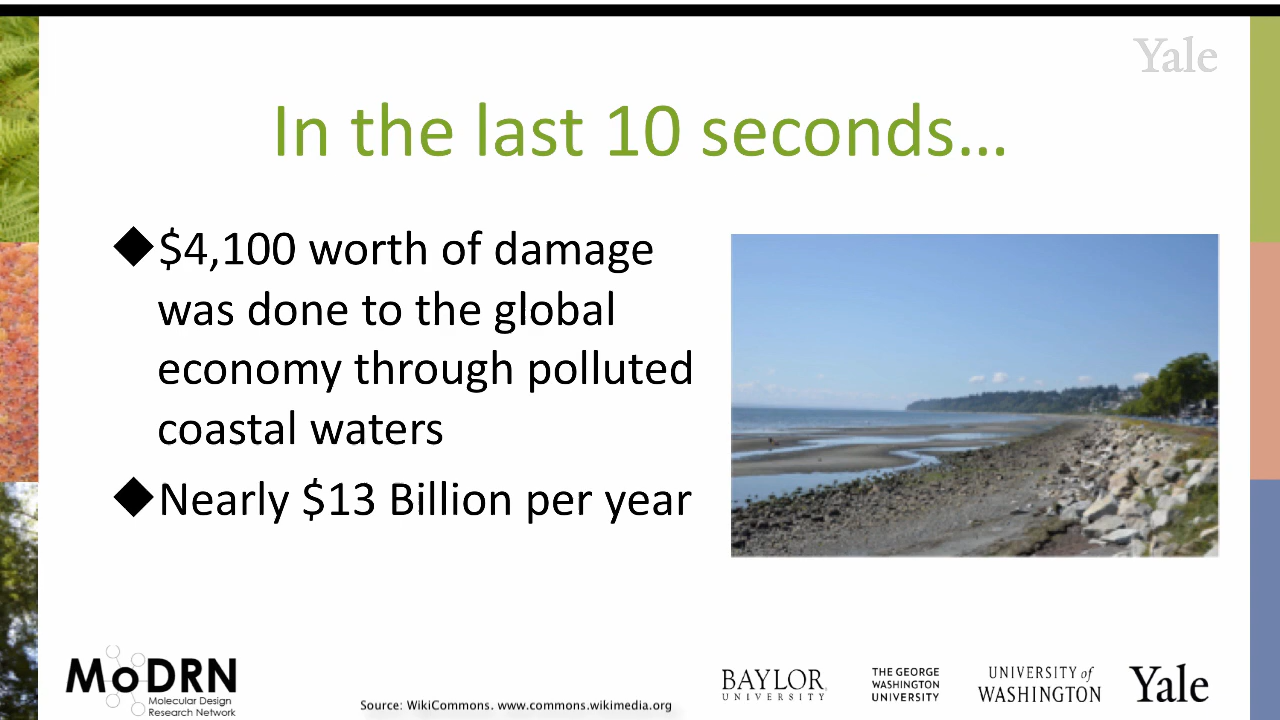 Yale
In the last 10 seconds…
◆$4,100 worth of damage
was done to the global
economy through polluted
coastal waters
◆Nearly $13 Billion per year
MoDRN
Molecular Design
Research Network
Source: WikiCommons. www.commons.wikimedia.org
BAYLOR
UNIVERSITY
THE GEORGE
WASHINGTON
UNIVERSITY
UNIVERSITY of
WASHINGTON
Yale